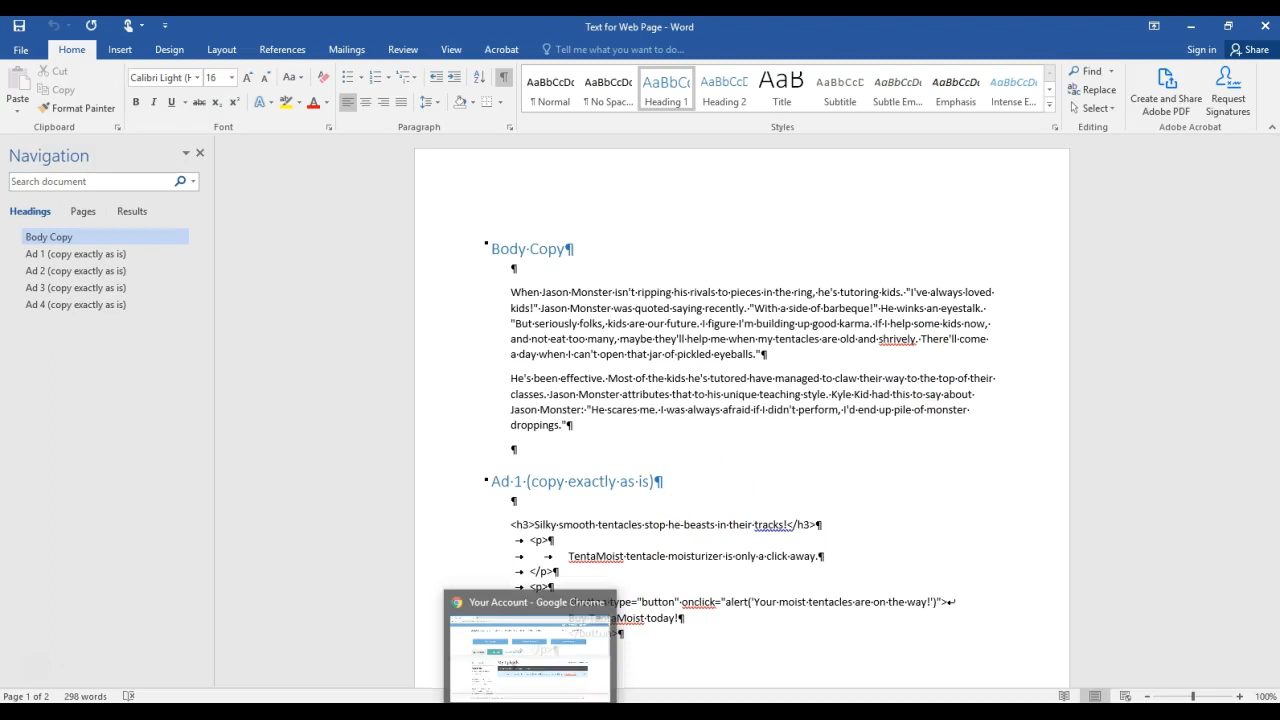 Text for Web Page - Word
File Home Insert Design Layout References Mailings Review View Acrobat Tell me what you want to do... Sign in Share
Paste
Cut
Copy
Format Painter
Clipboard
Calibri Light (H 16
Font
Paragraph
AaBbCcDc AaBbCcDc AaBbCc AaBbCcD AaB AaBbCcD AaBbCcDc AaBbCcDc AaBbCcDc
¶ Normal ¶ No Spac... Heading 1 Heading 2 Title Subtitle Subtle Em... Emphasis Intense E...
Styles
Find
Replace
Select
Editing
Create and Share Adobe PDF
Request Signatures
Adobe Acrobat
Navigation
Search document
Headings Pages Results
Body Copy
Ad 1 (copy exactly as is)
Ad 2 (copy exactly as is)
Ad 3 (copy exactly as is)
Ad 4 (copy exactly as is)
Body·Copy¶
¶
When·Jason·Monster·isn't·ripping·his·rivals·to·pieces·in·the·ring,·he's·tutoring·kids.·"I've·always·loved·
kids!"·Jason·Monster·was·quoted·saying·recently.·"With·a·side·of·barbeque!"·He·winks·an·eyestalk.·
"But·seriously·folks,·kids·are·our·future.·I·figure·I'm·building·up·good·karma.·If·I·help·some·kids·now,·
and·not·eat·too·many,·maybe·they'll·help·me·when·my·tentacles·are·old·and·shrively.·There'll·come·
a·day·when·I·can't·open·that·jar·of·pickled·eyeballs."¶
He's·been·effective.·Most·of·the·kids·he's·tutored·have·managed·to·claw·their·way·to·the·top·of·their·
classes.·Jason·Monster·attributes·that·to·his·unique·teaching·style.·Kyle·Kid·had·this·to·say·about·
Jason·Monster:·"He·scares·me.·I·was·always·afraid·if·I·didn't·perform,·I'd·end·up·pile·of·monster·
droppings."¶
¶
Ad·1·(copy·exactly·as·is)¶
¶
<h3>Silky·smooth·tentacles·stop·he-beasts·in·their·tracks!</h3>¶
<p>¶
TentaMoist·tentacle·moisturizer·is·only·a·click·away.¶
</p>¶
<p>¶
type="button"·onclick="alert('Your·moist·tentacles·are·on·the·way!')">
TentaMoist·today!¶
</button>¶
</p>¶
Your Account - Google Chrome
Page 1 of 2 298 words 100%